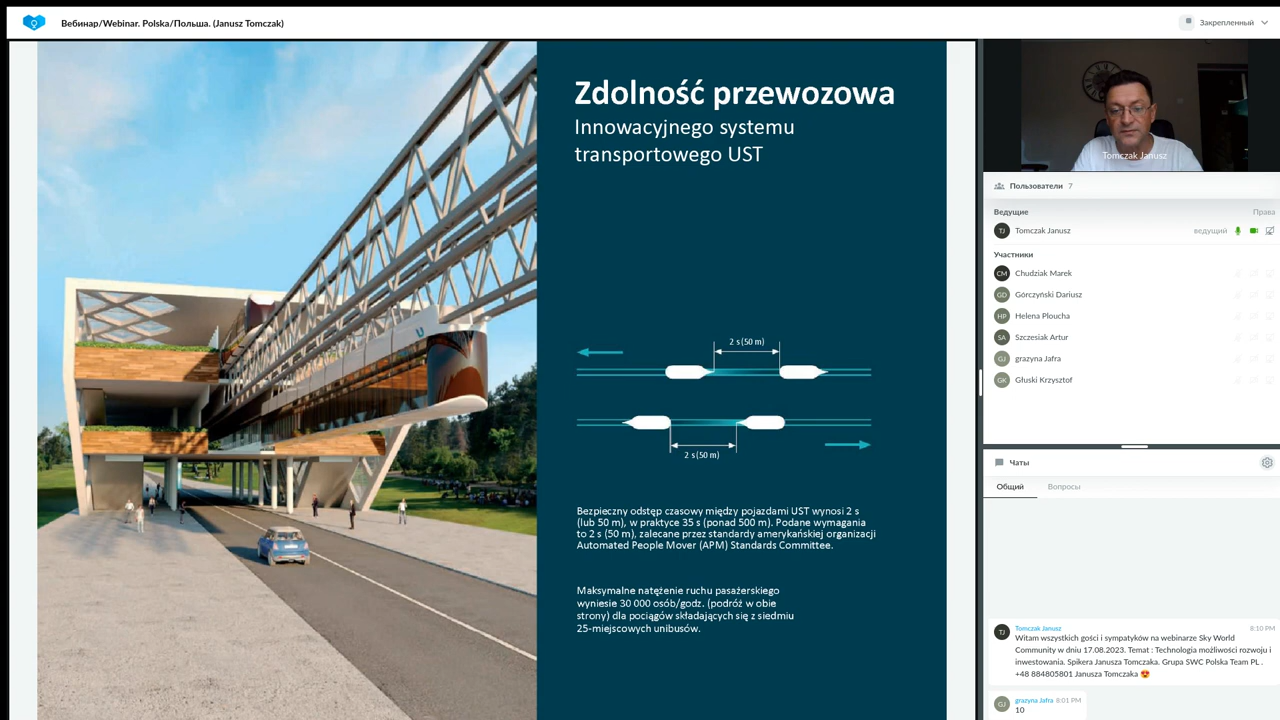 Вебинар/Webinar. Polska/Польша. (Janusz Tomczak)
Закрепленный
Zdolność przewozowa
Innowacyjnego systemu
transportowego UST
2 s (50 m)
2 s (50 m)
Bezpieczny odstęp czasowy między pojazdami UST wynosi 2 s
(lub 50 m), w praktyce 35 s (ponad 500 m). Podane wymagania
to 2 s (50 m), zalecane przez standardy amerykańskiej organizacji
Automated People Mover (APM) Standards Committee.
Maksymalne natężenie ruchu pasażerskiego
wyniesie 30 000 osób/godz. (podróż w obie
strony) dla pociągów składających się z siedmiu
25-miejscowych unibusów.
Tomczak Janusz
Пользователи 7
Ведущие Права
TJ Tomczak Janusz ведущий
Участники
CM Chudziak Marek
GD Górczyński Dariusz
HP Helena Ploucha
SA Szczesiak Artur
GJ grazyna Jafra
GK Głuski Krzysztof
Чаты
Общий Вопросы
TJ Tomczak Janusz 8:10 PM
Witam wszystkich gości i sympatyków na webinarze Sky World
Community w dniu 17.08.2023. Temat : Technologia możliwości rozwoju i
inwestowania. Spikera Janusza Tomczaka. Grupa SWC Polska Team PL .
+48 884805801 Janusza Tomczaka 😍
GJ grazyna Jafra 8:01 PM
10